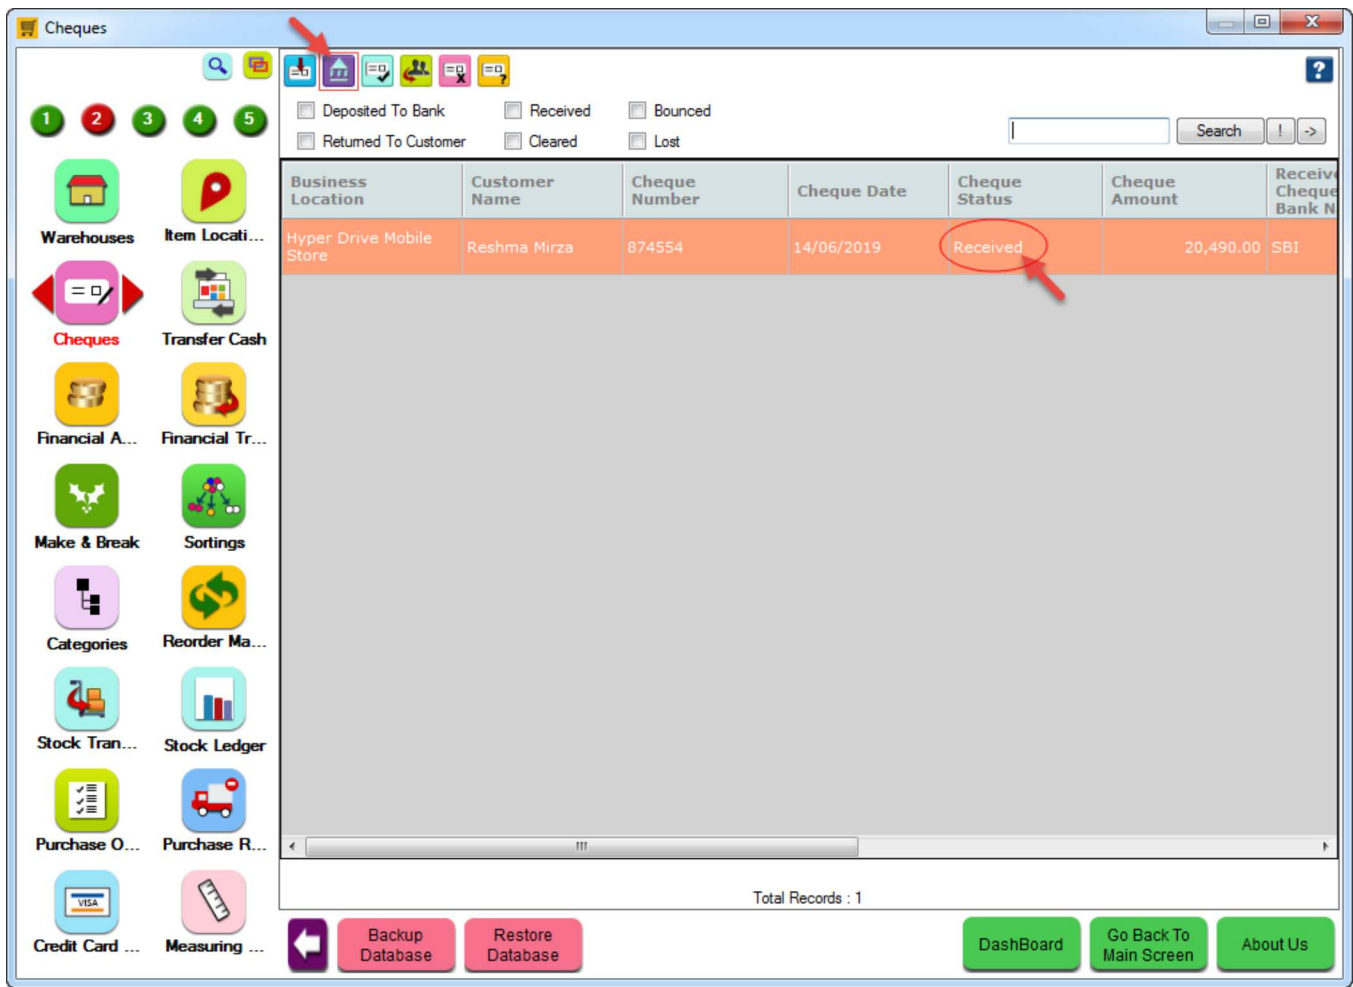 Cheques
1 2 3 4 5
Deposited To Bank Received Bounced
Returned To Customer Cleared Lost
Search ! ->
Business Location Customer Name Cheque Number Cheque Date Cheque Status Cheque Amount Receive Cheque Bank N
Hyper Drive Mobile Store Reshma Mirza 874554 14/06/2019 Received 20,490.00 SBI
Warehouses Item Locati...
Cheques Transfer Cash
Financial A... Financial Tr...
Make & Break Sortings
Categories Reorder Ma...
Stock Tran... Stock Ledger
Purchase O... Purchase R...
VISA
Credit Card ... Measuring ...
Total Records : 1
Backup Database
Restore Database
DashBoard
Go Back To Main Screen
About Us